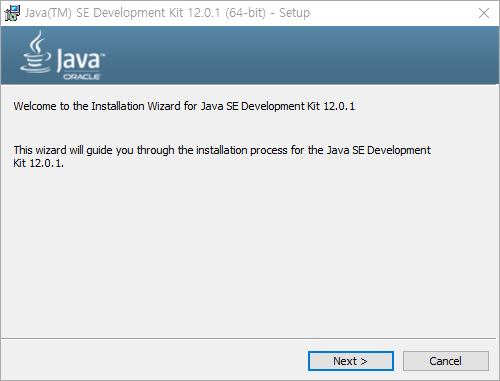 Java(TM) SE Development Kit 12.0.1 (64-bit) - Setup
Java™
ORACLE
Welcome to the Installation Wizard for Java SE Development Kit 12.0.1
This wizard will guide you through the installation process for the Java SE Development
Kit 12.0.1.
Next >
Cancel